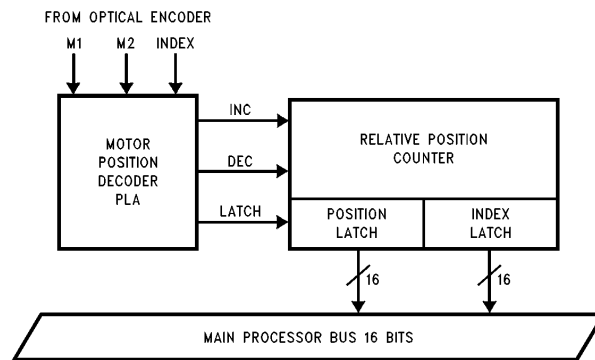 FROM OPTICAL ENCODER
M1 M2 INDEX
MOTOR
POSITION
DECODER
PLA
INC
DEC
LATCH
RELATIVE POSITION
COUNTER
POSITION
LATCH
INDEX
LATCH
16 16
MAIN PROCESSOR BUS 16 BITS